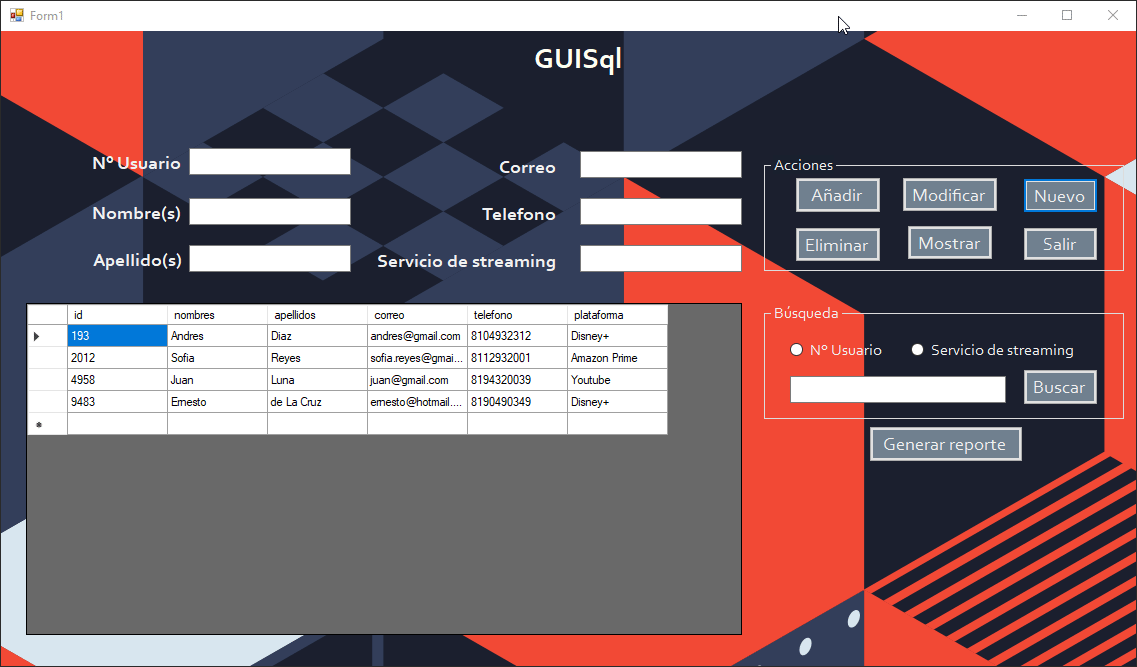 Form1
GUISql
Nº Usuario
Correo
Nombre(s)
Telefono
Apellido(s)
Servicio de streaming
Acciones
Añadir Modificar Nuevo
Eliminar Mostrar Salir
id nombres apellidos correo telefono plataforma
193 Andres Diaz andres@gmail.com 8104932312 Disney+
2012 Sofia Reyes sofia.reyes@gmai... 8112932001 Amazon Prime
4958 Juan Luna juan@gmail.com 8194320039 Youtube
9483 Ernesto de La Cruz ernesto@hotmail.... 8190490349 Disney+
Búsqueda
Nº Usuario Servicio de streaming
Buscar
Generar reporte